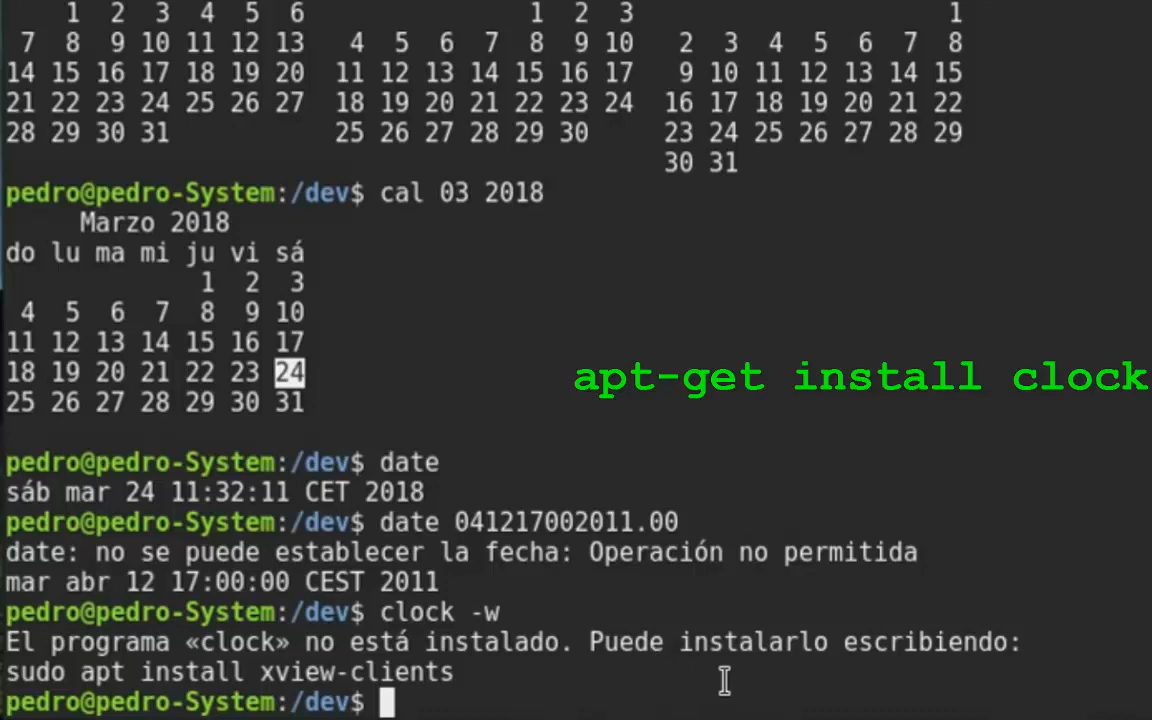 1  2  3  4  5  6                  1  2  3                        1
 7  8  9 10 11 12 13    4  5  6  7  8  9 10    2  3  4  5  6  7  8
14 15 16 17 18 19 20   11 12 13 14 15 16 17    9 10 11 12 13 14 15
21 22 23 24 25 26 27   18 19 20 21 22 23 24   16 17 18 19 20 21 22
28 29 30 31            25 26 27 28 29 30      23 24 25 26 27 28 29
                                              30 31
pedro@pedro-System:/dev$ cal 03 2018
     Marzo 2018
do lu ma mi ju vi sá
             1  2  3
 4  5  6  7  8  9 10
11 12 13 14 15 16 17
18 19 20 21 22 23 24
apt-get install clock
25 26 27 28 29 30 31
pedro@pedro-System:/dev$ date
sáb mar 24 11:32:11 CET 2018
pedro@pedro-System:/dev$ date 041217002011.00
date: no se puede establecer la fecha: Operación no permitida
mar abr 12 17:00:00 CEST 2011
pedro@pedro-System:/dev$ clock -w
El programa «clock» no está instalado. Puede instalarlo escribiendo:
sudo apt install xview-clients
pedro@pedro-System:/dev$